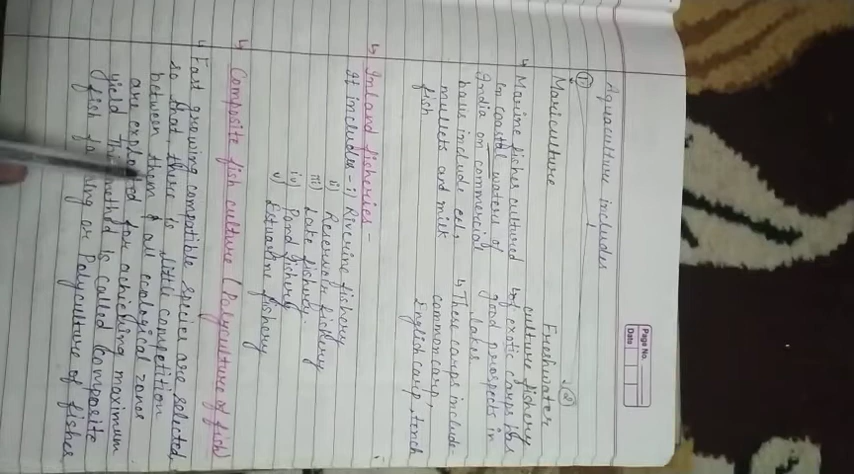 Page No.
Date
Aquaculture includes
①
②
Mariculture
Freshwater
culture fishery
↳ Marine fishes cultured
in coastal waters of
India on commercial
basis include eel,
mullets and milk
fish
↳ exotic carps has
good prospects in
lakes.
↳ These carps include-
common carp,
English carp, tench
↳ Inland fisheries -
It includes - i) Riverine fishery
ii) Reservoir fishery
iii) Lake fishery.
iv) Pond fishery
v) Estuarine fishery
↳ Composite fish culture (Polyculture of fish)
↳ Fast growing compatible species are selected
so that, there is little competition
between them & all ecological zones
are for achieving maximum
yield method is called composite
fish or Polyculture of fishes